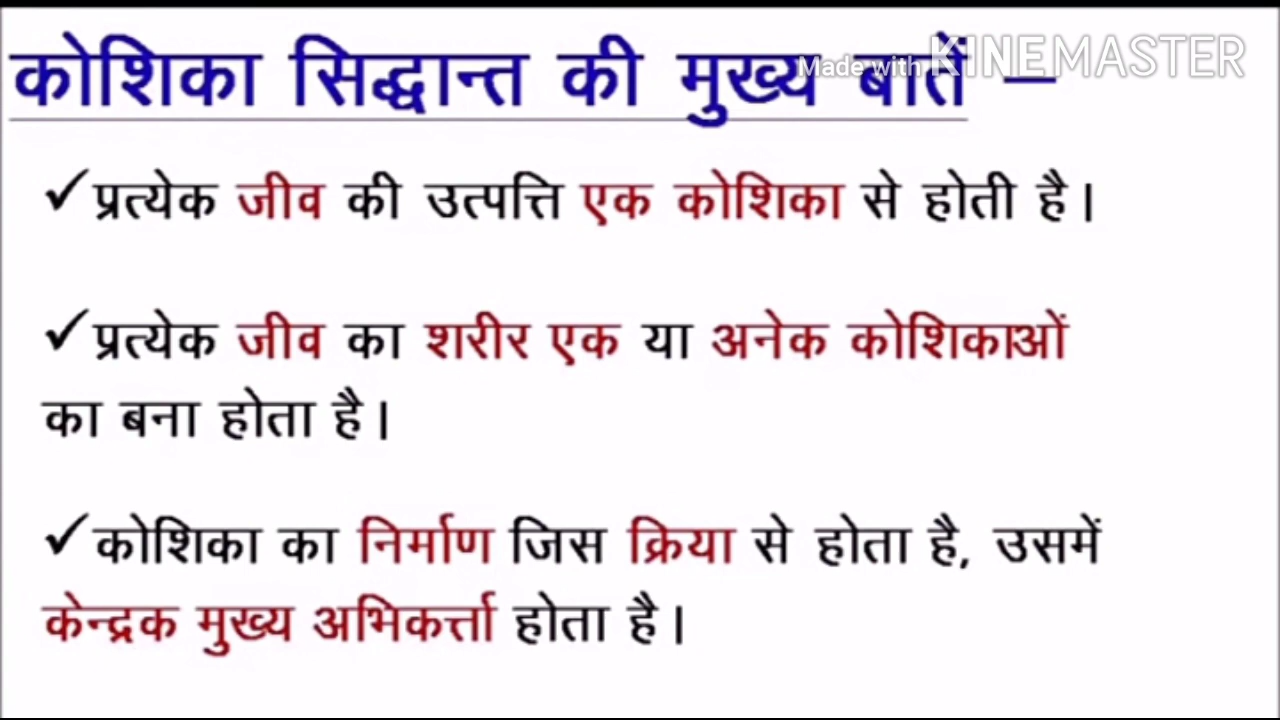 कोशिका सिद्धान्त की मुख्य बातें –
Made with KINEMASTER
✓प्रत्येक जीव की उत्पत्ति एक कोशिका से होती है।
✓प्रत्येक जीव का शरीर एक या अनेक कोशिकाओं
का बना होता है।
✓कोशिका का निर्माण जिस क्रिया से होता है, उसमें
केन्द्रक मुख्य अभिकर्त्ता होता है।